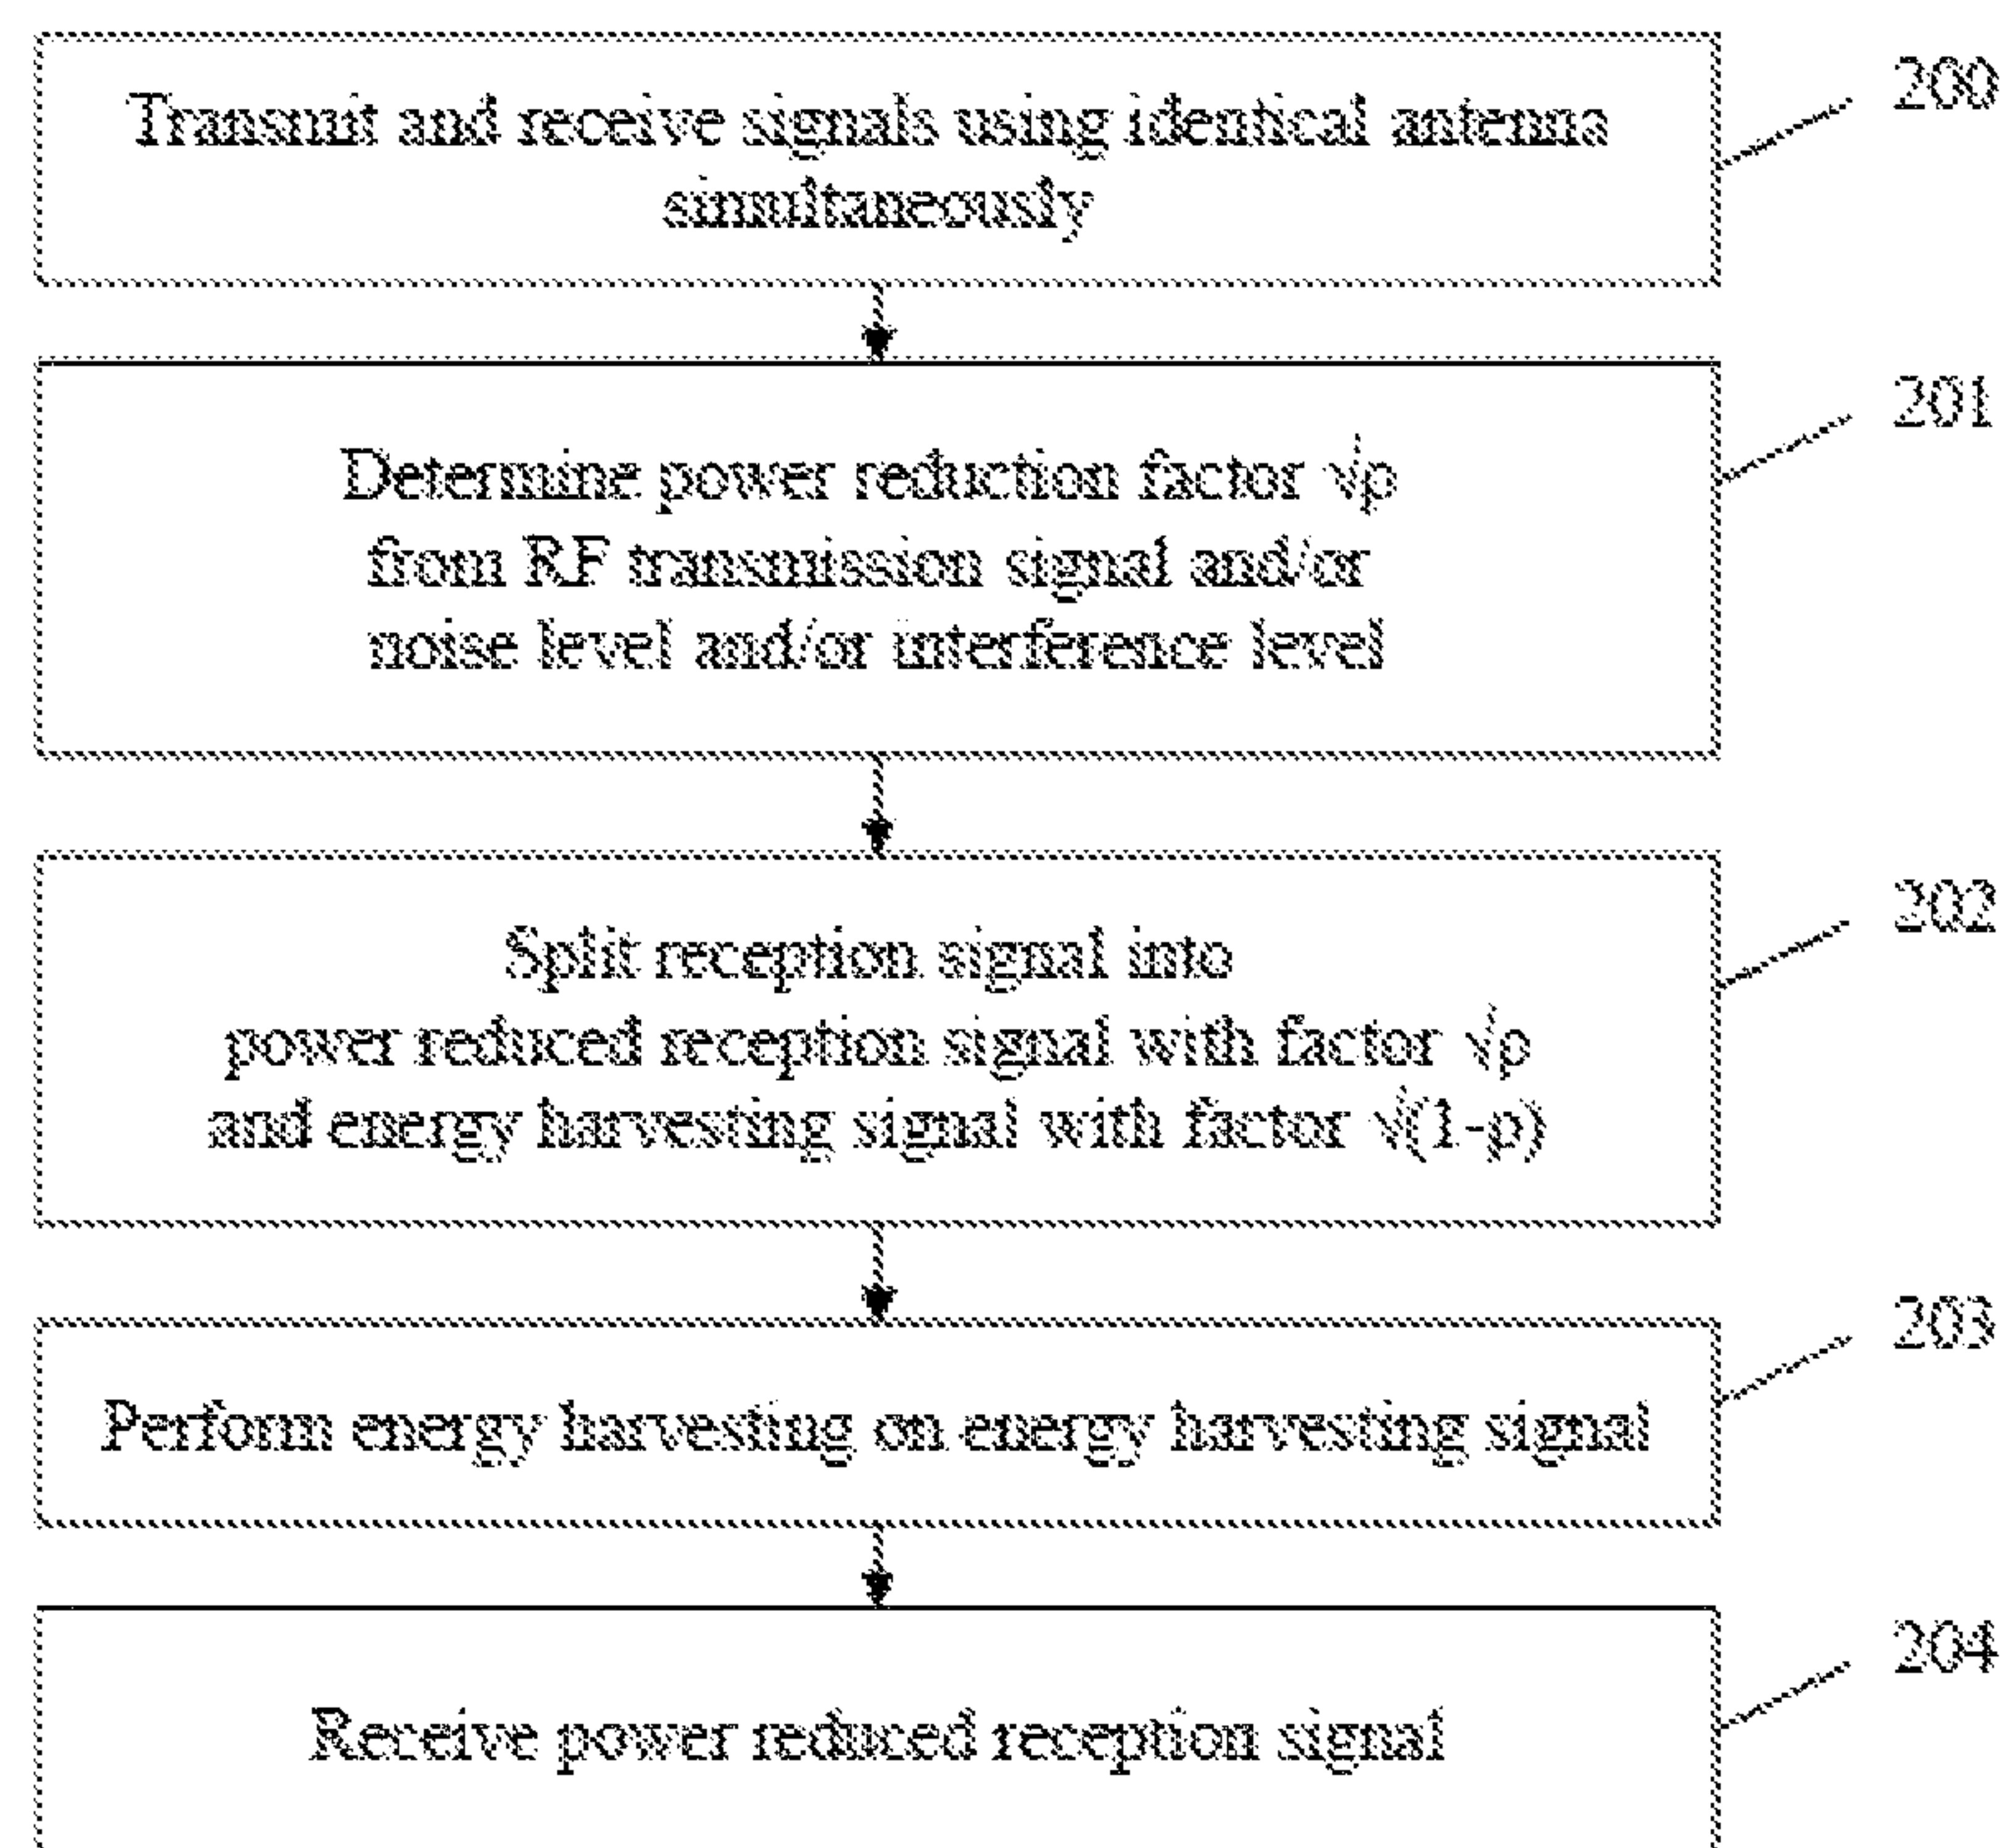 Transmit and receive signals using identical antenna
simultaneously
200
Determine power reduction factor √ρ
from RF transmission signal and/or
noise level and/or interference level
201
Split reception signal into
power reduced reception signal with factor √ρ
and energy harvesting signal with factor √(1-ρ)
202
Perform energy harvesting on energy harvesting signal
203
Receive power reduced reception signal
204